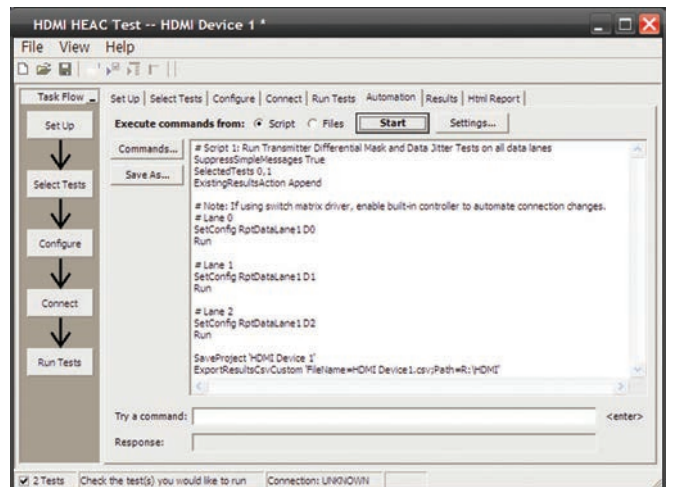 HDMI HEAC Test -- HDMI Device 1 *
File View Help
Task Flow
Set Up
Select Tests
Configure
Connect
Run Tests
Set Up | Select Tests | Configure | Connect | Run Tests | Automation | Results | Html Report
Execute commands from: Script Files Start Settings...
Commands...
Save As...
# Script 1: Run Transmitter Differential Mask and Data Jitter Tests on all data lanes
SuppressSimpleMessages True
SelectedTests 0,1
ExistingResultsAction Append
# Note: If using switch matrix driver, enable built-in controller to automate connection changes.
# Lane 0
SetConfig RptDataLane1 D0
Run
# Lane 1
SetConfig RptDataLane1 D1
Run
# Lane 2
SetConfig RptDataLane1 D2
Run
SaveProject 'HDMI Device 1'
ExportResultsCsvCustom 'FileName=HDMI Device1.csv;Path=R:\HDMI'
Try a command: <enter>
Response:
2 Tests Check the test(s) you would like to run Connection: UNKNOWN